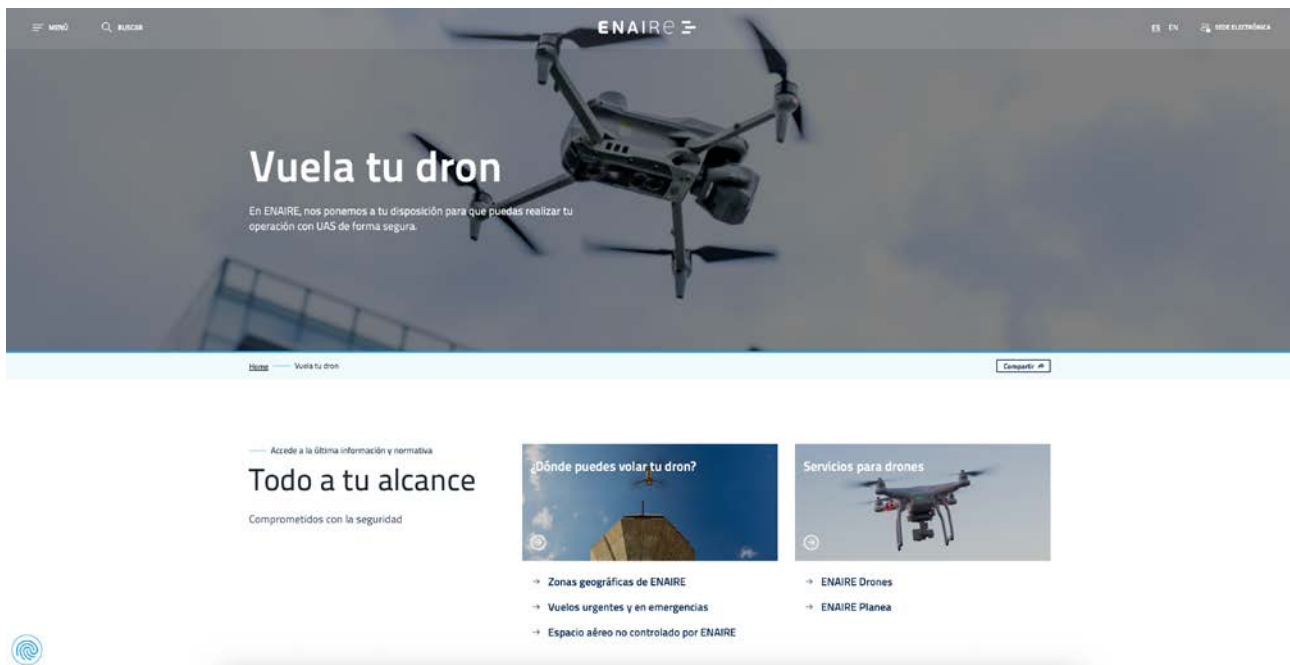 MENÚ
BUSCAR
ENAIRE
ES EN
SEDE ELECTRÓNICA
Vuela tu dron
En ENAIRE, nos ponemos a tu disposición para que puedas realizar tu
operación con UAS de forma segura.
Home
Vuela tu dron
Compartir
Accede a la última información y normativa
Todo a tu alcance
Comprometidos con la seguridad
¿Dónde puedes volar tu dron?
Zonas geográficas de ENAIRE
Vuelos urgentes y en emergencias
Espacio aéreo no controlado por ENAIRE
Servicios para drones
ENAIRE Drones
ENAIRE Planea